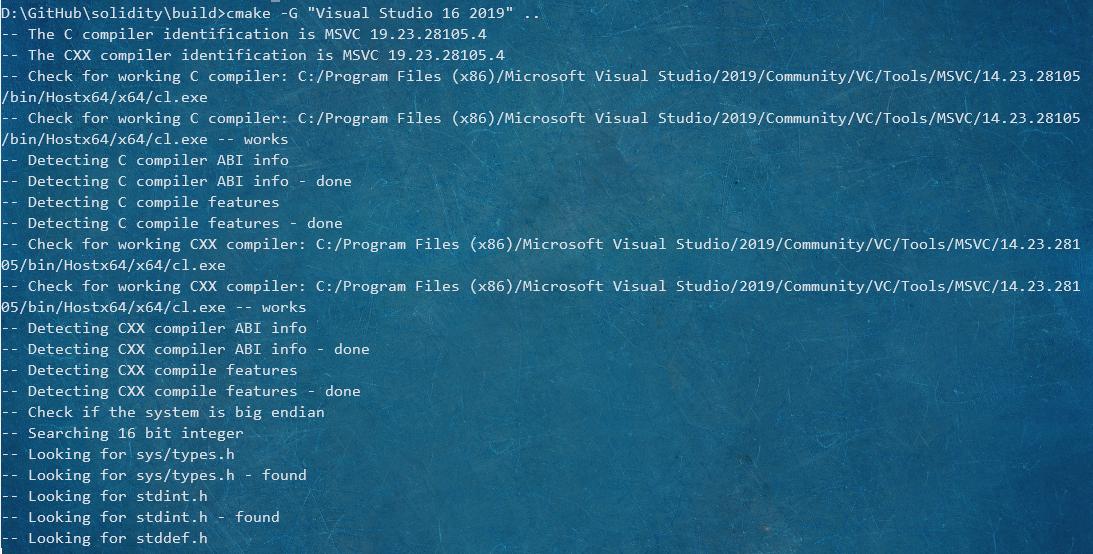 D:\GitHub\solidity\build>cmake -G "Visual Studio 16 2019" ..
-- The C compiler identification is MSVC 19.23.28105.4
-- The CXX compiler identification is MSVC 19.23.28105.4
-- Check for working C compiler: C:/Program Files (x86)/Microsoft Visual Studio/2019/Community/VC/Tools/MSVC/14.23.28105
/bin/Hostx64/x64/cl.exe
-- Check for working C compiler: C:/Program Files (x86)/Microsoft Visual Studio/2019/Community/VC/Tools/MSVC/14.23.28105
/bin/Hostx64/x64/cl.exe -- works
-- Detecting C compiler ABI info
-- Detecting C compiler ABI info - done
-- Detecting C compile features
-- Detecting C compile features - done
-- Check for working CXX compiler: C:/Program Files (x86)/Microsoft Visual Studio/2019/Community/VC/Tools/MSVC/14.23.281
05/bin/Hostx64/x64/cl.exe
-- Check for working CXX compiler: C:/Program Files (x86)/Microsoft Visual Studio/2019/Community/VC/Tools/MSVC/14.23.281
05/bin/Hostx64/x64/cl.exe -- works
-- Detecting CXX compiler ABI info
-- Detecting CXX compiler ABI info - done
-- Detecting CXX compile features
-- Detecting CXX compile features - done
-- Check if the system is big endian
-- Searching 16 bit integer
-- Looking for sys/types.h
-- Looking for sys/types.h - found
-- Looking for stdint.h
-- Looking for stdint.h - found
-- Looking for stddef.h